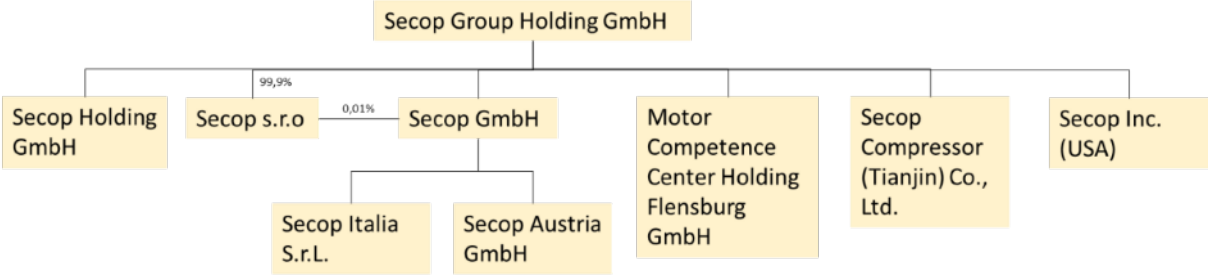 Secop Group Holding GmbH
99,9%
0,01%
Secop Holding
GmbH
Secop s.r.o
Secop GmbH
Motor
Competence
Center Holding
Flensburg
GmbH
Secop
Compressor
(Tianjin) Co.,
Ltd.
Secop Inc.
(USA)
Secop Italia
S.r.L.
Secop Austria
GmbH